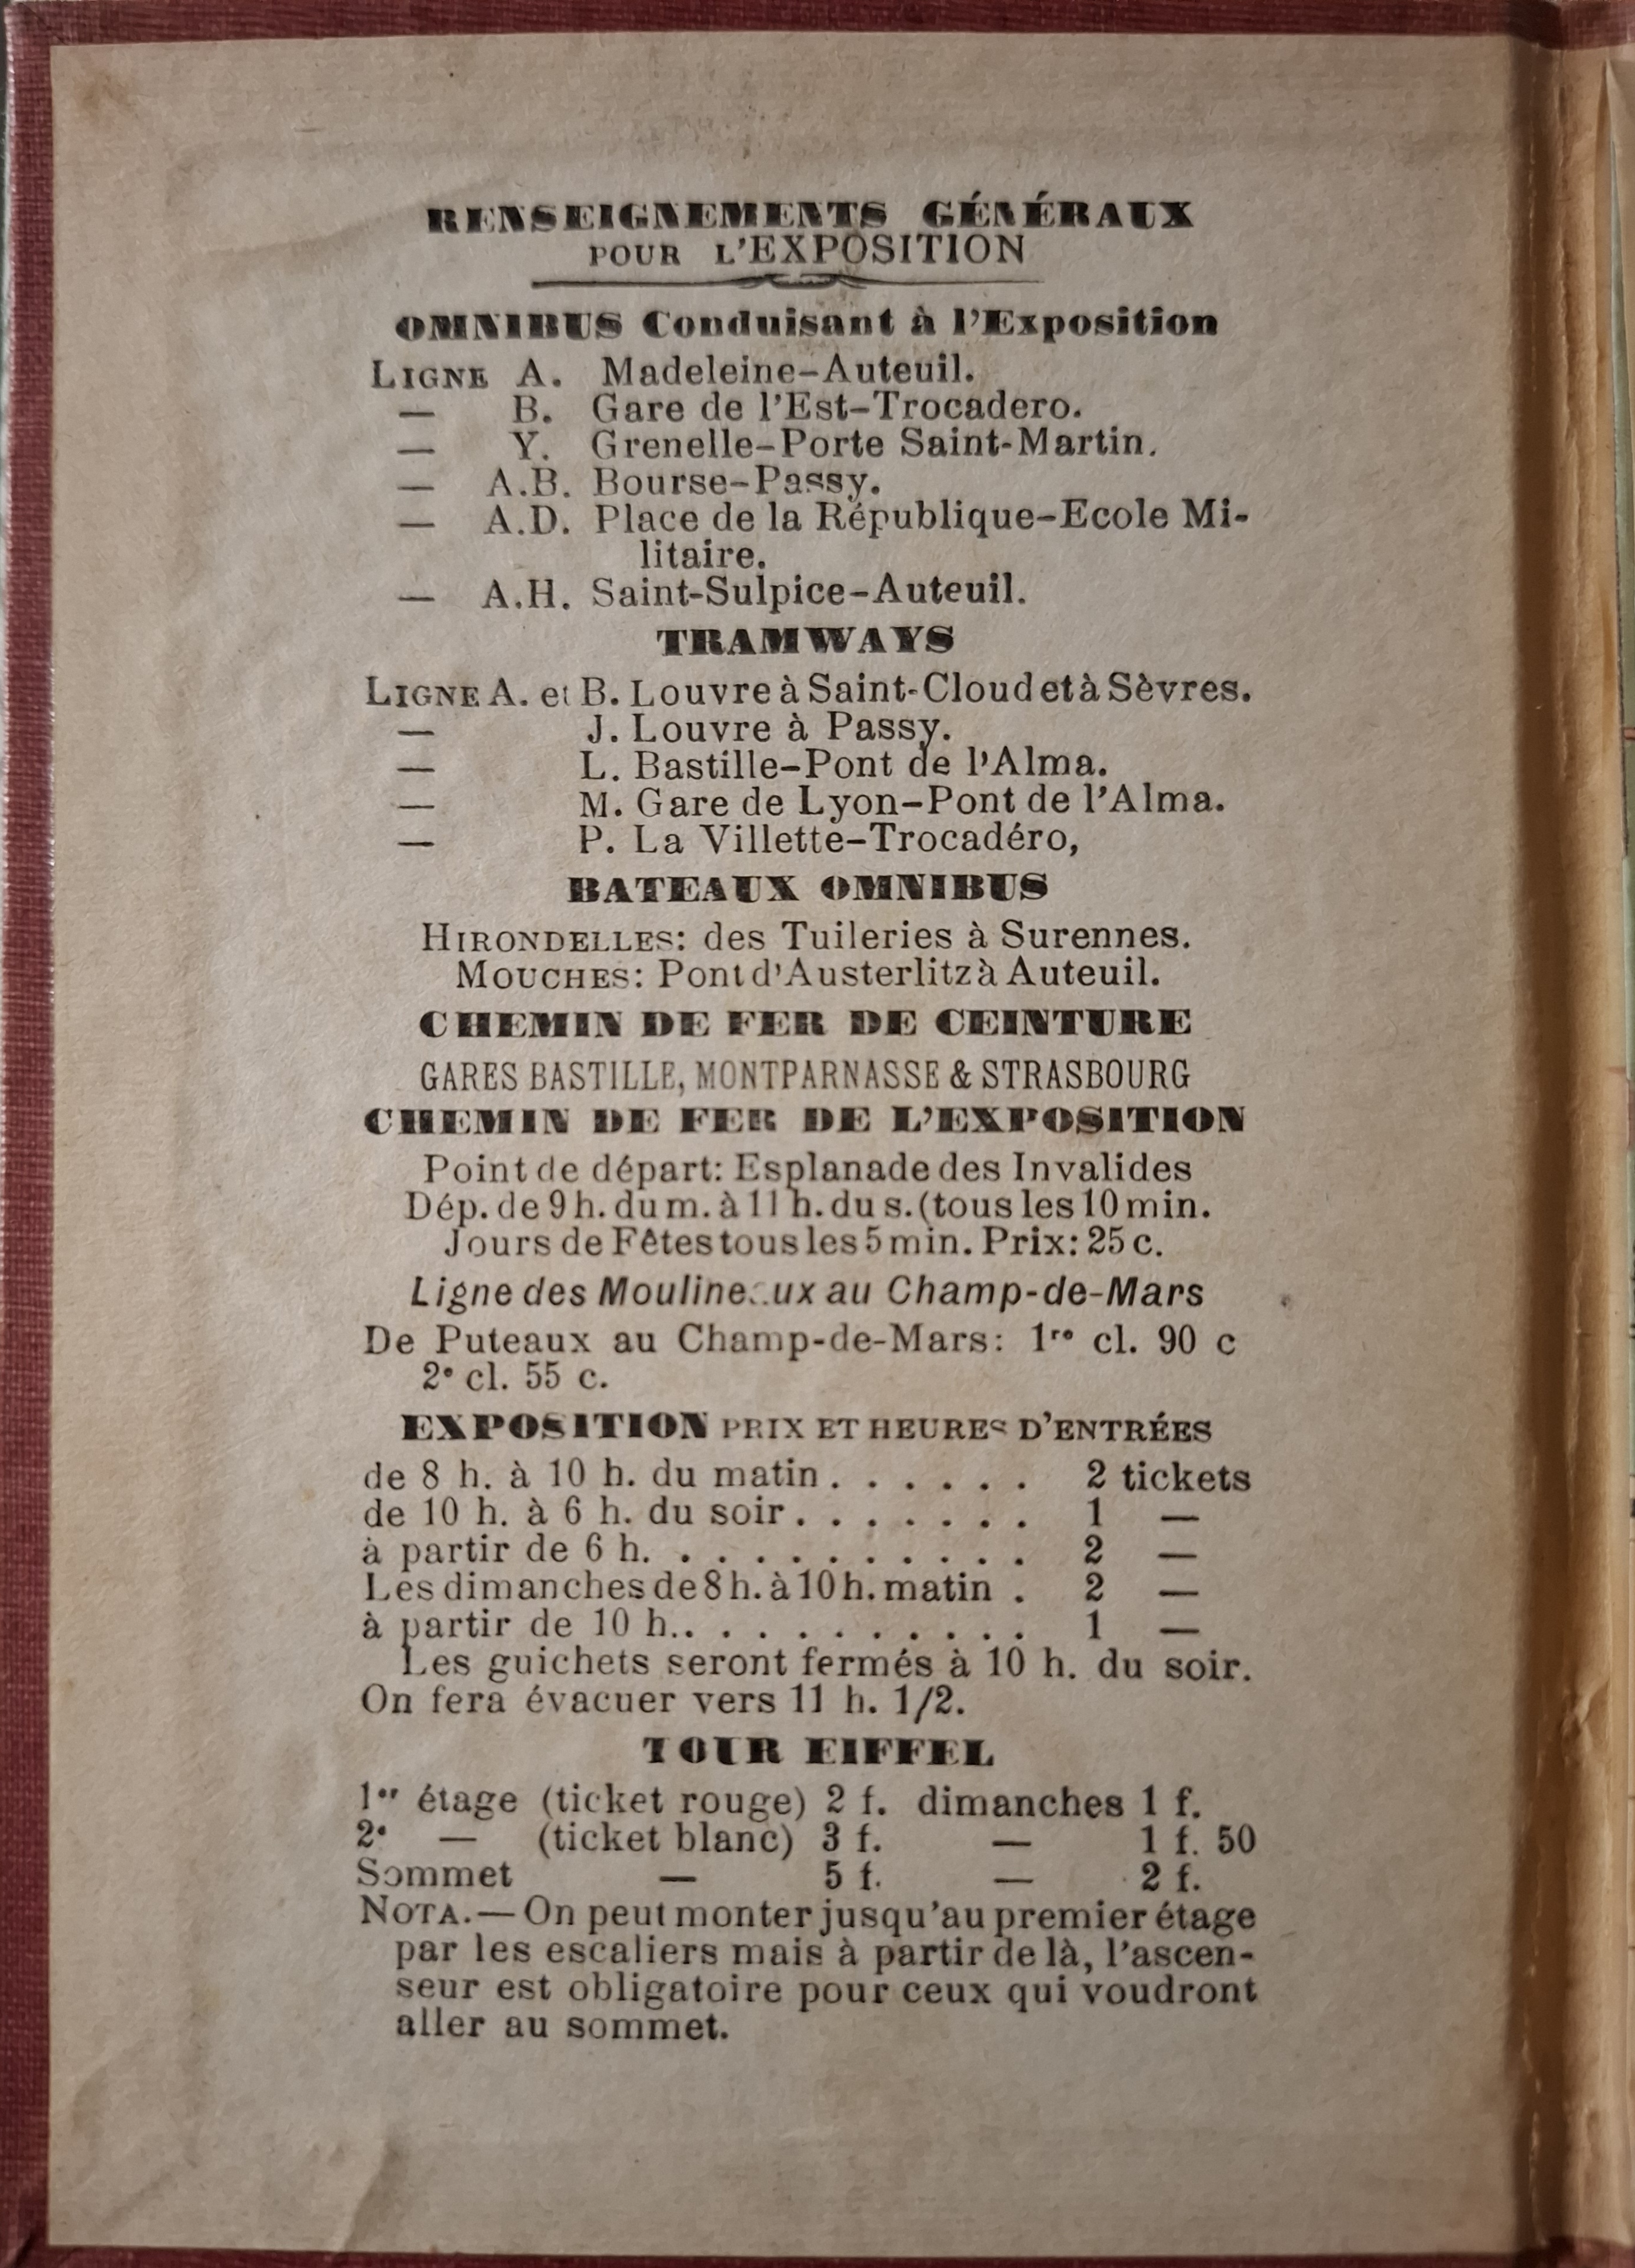 RENSEIGNEMENTS GÉNÉRAUX
POUR L'EXPOSITION
OMNIBUS Conduisant à l'Exposition
LIGNE A. Madeleine-Auteuil.
— B. Gare de l'Est-Trocadero.
— Y. Grenelle-Porte Saint-Martin.
— A.B. Bourse-Passy.
— A.D. Place de la République-Ecole Mi-
litaire.
— A.H. Saint-Sulpice-Auteuil.
TRAMWAYS
LIGNE A. et B. Louvre à Saint-Cloud et à Sèvres.
— J. Louvre à Passy.
— L. Bastille-Pont de l'Alma.
— M. Gare de Lyon-Pont de l'Alma.
— P. La Villette-Trocadéro,
BATEAUX OMNIBUS
HIRONDELLES: des Tuileries à Surennes.
MOUCHES: Pont d'Austerlitz à Auteuil.
CHEMIN DE FER DE CEINTURE
GARES BASTILLE, MONTPARNASSE & STRASBOURG
CHEMIN DE FER DE L'EXPOSITION
Point de départ: Esplanade des Invalides
Dép. de 9 h. du m. à 11 h. du s. (tous les 10 min.
Jours de Fêtes tous les 5 min. Prix: 25 c.
Ligne des Moulineaux au Champ-de-Mars
De Puteaux au Champ-de-Mars: 1re cl. 90 c
2e cl. 55 c.
EXPOSITION PRIX ET HEURES D'ENTRÉES
de 8 h. à 10 h. du matin . . . . . . 2 tickets
de 10 h. à 6 h. du soir . . . . . . . 1 —
à partir de 6 h. . . . . . . . . . . 2 —
Les dimanches de 8 h. à 10 h. matin . 2 —
à partir de 10 h. . . . . . . . . . . 1 —
Les guichets seront fermés à 10 h. du soir.
On fera évacuer vers 11 h. 1/2.
TOUR EIFFEL
1er étage (ticket rouge) 2 f. dimanches 1 f.
2e — (ticket blanc) 3 f. — 1 f. 50
Sommet — 5 f. — 2 f.
NOTA.—On peut monter jusqu'au premier étage
par les escaliers mais à partir de là, l'ascen-
seur est obligatoire pour ceux qui voudront
aller au sommet.